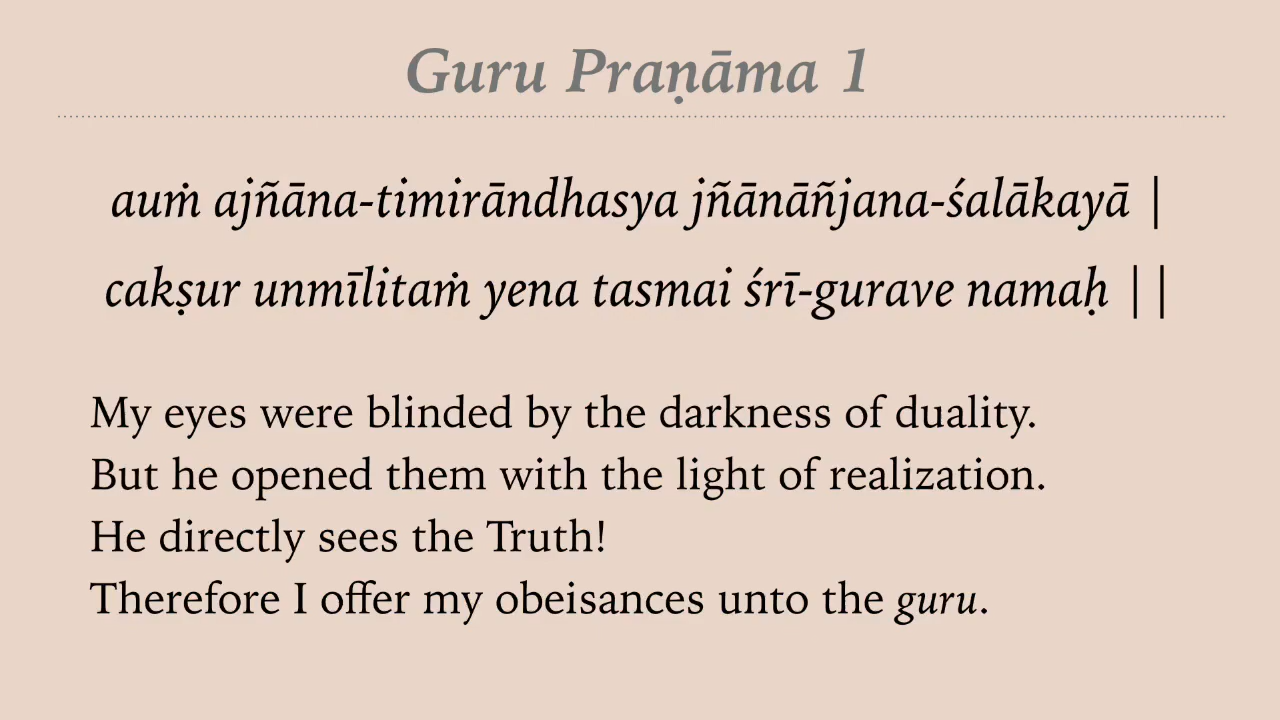 Guru Praṇāma 1
auṁ ajñāna-timirāndhasya jñānāñjana-śalākayā |
cakṣur unmīlitaṁ yena tasmai śrī-gurave namaḥ ||
My eyes were blinded by the darkness of duality.
But he opened them with the light of realization.
He directly sees the Truth!
Therefore I offer my obeisances unto the guru.